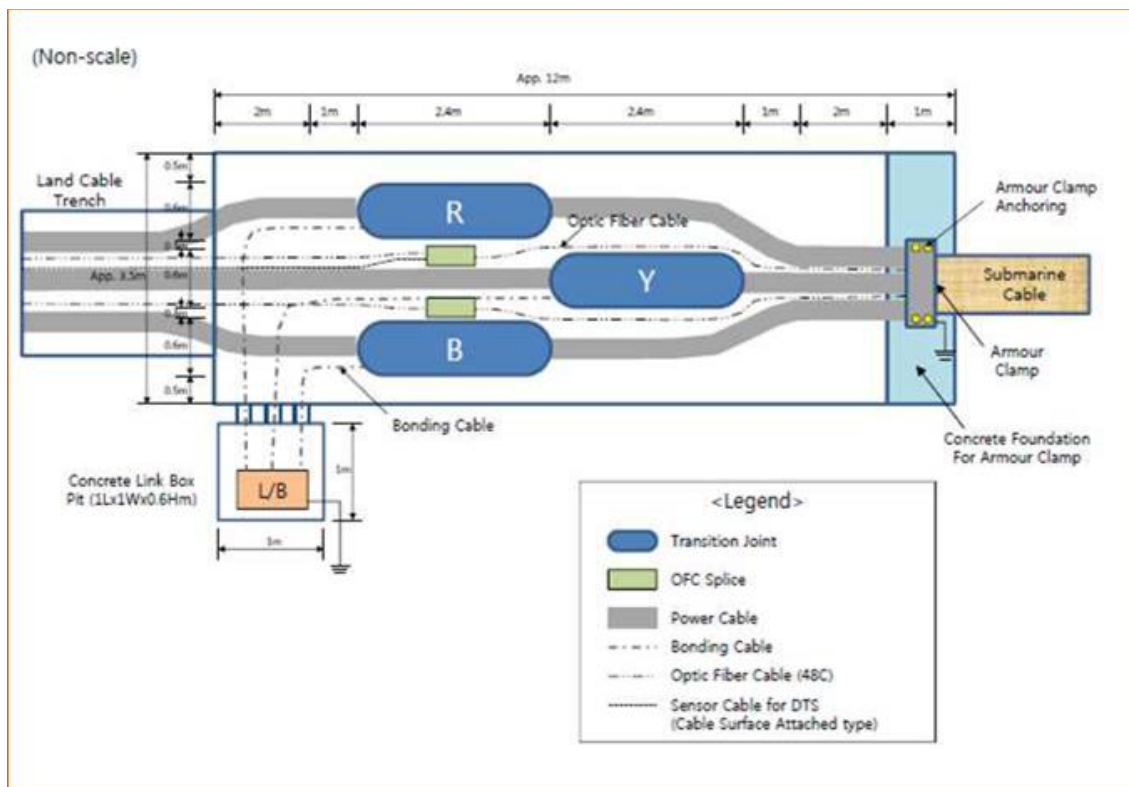 (Non-scale)
App. 12m
2m
1m
2.4m
2.4m
1m
2m
1m
0.5m
Land Cable
Trench
Armour Clamp
Anchoring
R
Optic Fiber Cable
0.6m
App. 3.5m
0.6m
Y
Submarine
Cable
B
0.6m
Armour
Clamp
0.5m
Bonding Cable
Concrete Foundation
For Armour Clamp
Concrete Link Box
Pit (1Lx1Wx0.6Hm)
L/B
1m
1m
<Legend>
Transition Joint
OFC Splice
Power Cable
Bonding Cable
Optic Fiber Cable (48C)
Sensor Cable for DTS
(Cable Surface Attached type)